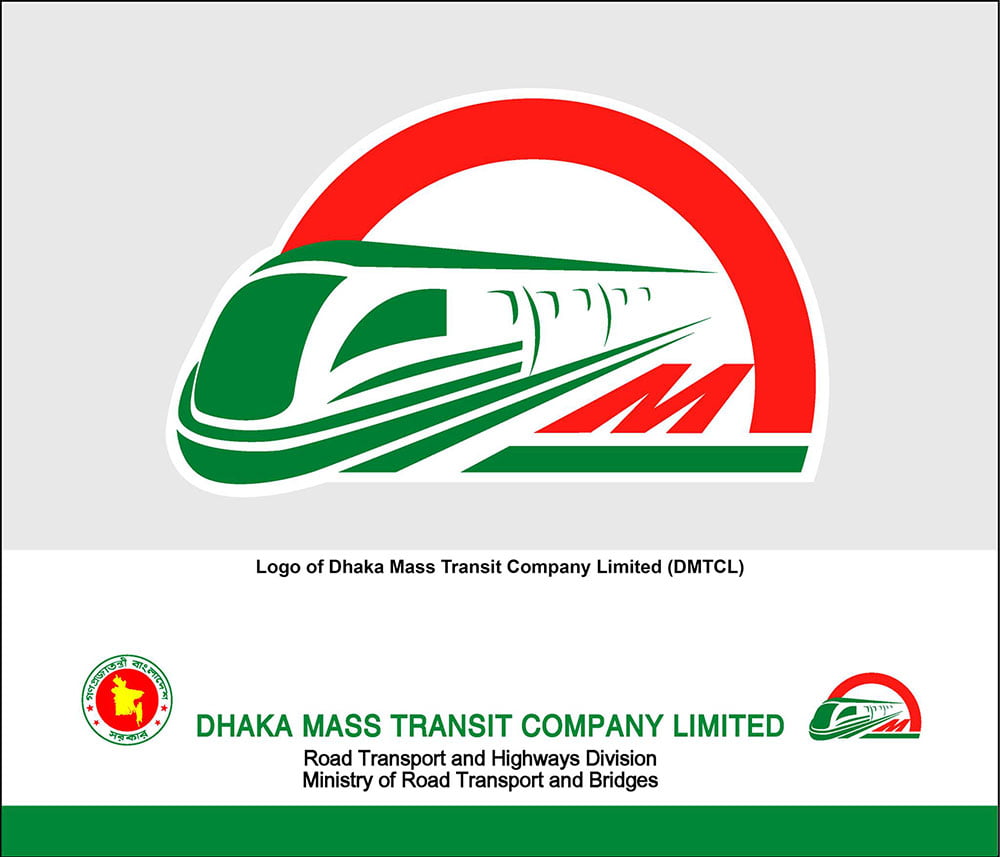 M
Logo of Dhaka Mass Transit Company Limited (DMTCL)
গণপ্রজাতন্ত্রী বাংলাদেশ
সরকার
DHAKA MASS TRANSIT COMPANY LIMITED
M
Road Transport and Highways Division
Ministry of Road Transport and Bridges